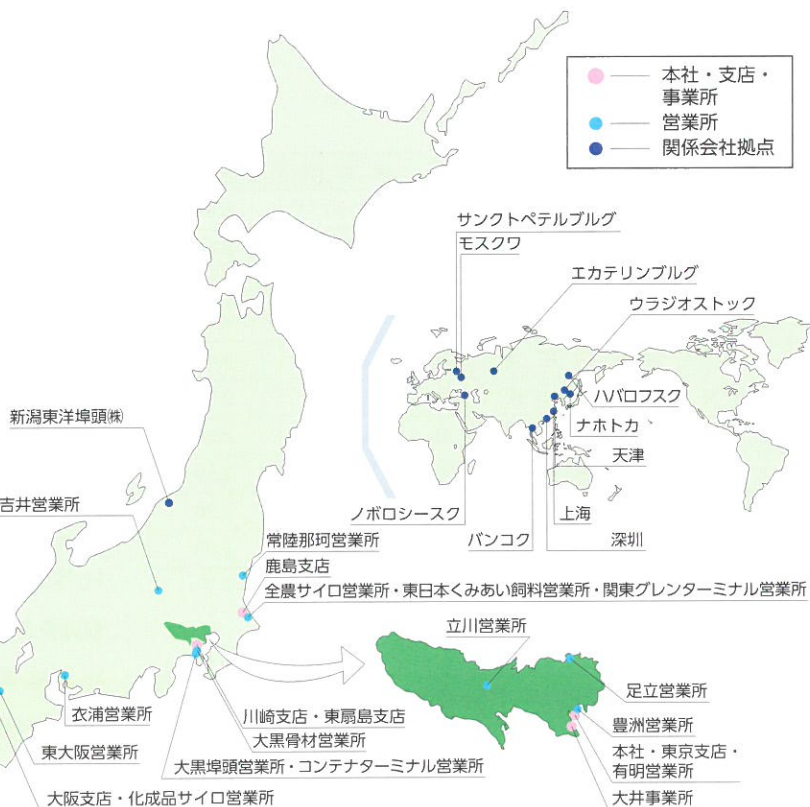 本社・支店・
事業所
営業所
関係会社拠点
サンクトペテルブルグ
モスクワ
エカテリンブルグ
ウラジオストック
ハバロフスク
ナホトカ
天津
上海
深圳
バンコク
ノボロシースク
新潟東洋埠頭㈱
吉井営業所
常陸那珂営業所
鹿島支店
全農サイロ営業所・東日本くみあい飼料営業所・関東グレンターミナル営業所
立川営業所
足立営業所
豊洲営業所
本社・東京支店・
有明営業所
大井事業所
川崎支店・東扇島支店
大黒骨材営業所
大黒埠頭営業所・コンテナターミナル営業所
衣浦営業所
東大阪営業所
大阪支店・化成品サイロ営業所